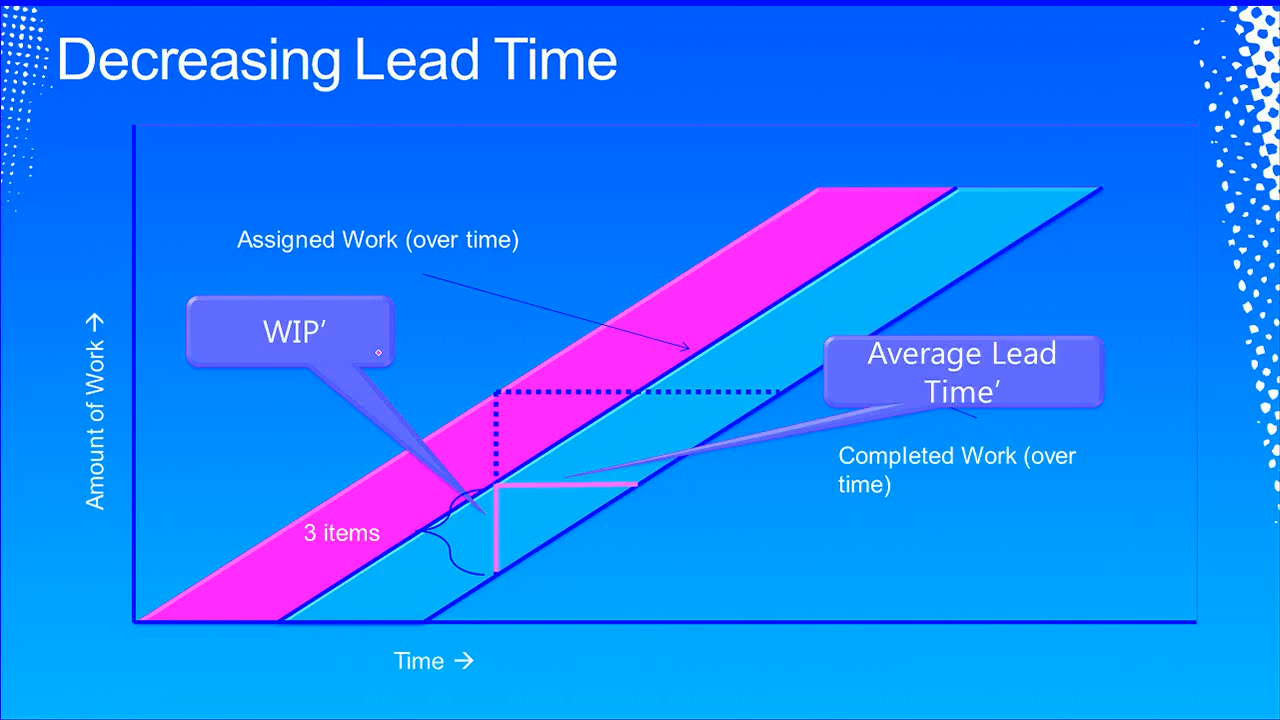 Decreasing Lead Time
Assigned Work (over time)
WIP’
Average Lead
Time’
Completed Work (over
time)
3 items
Amount of Work →
Time →